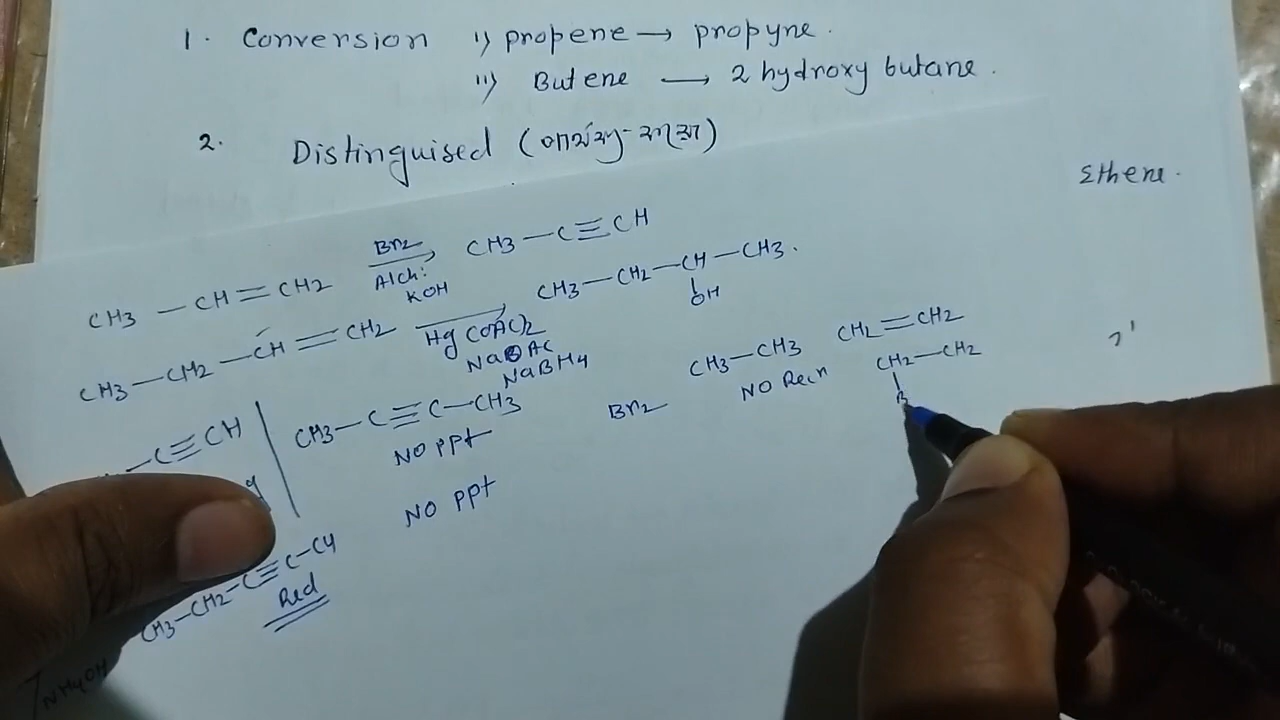 1. Conversion i) propene → propyne.
ii) Butene → 2 hydroxy butane.
2. Distinguised (
Ethene.
CH3—CH=CH2 Br2 Alch: KOH → CH3—C≡CH
CH3—CH2—CH=CH2 Hg(OAC)2 NaOAC NaBH4 → CH3—CH2—CH—CH3.
OH
CH3—CH3 CH2=CH2
NO Recn CH2—CH2
Br2
—C≡CH CH3—C≡C—CH3
NO PPt
NO PPt
CH3—CH2—C≡C—Cu
Red
NH4OH